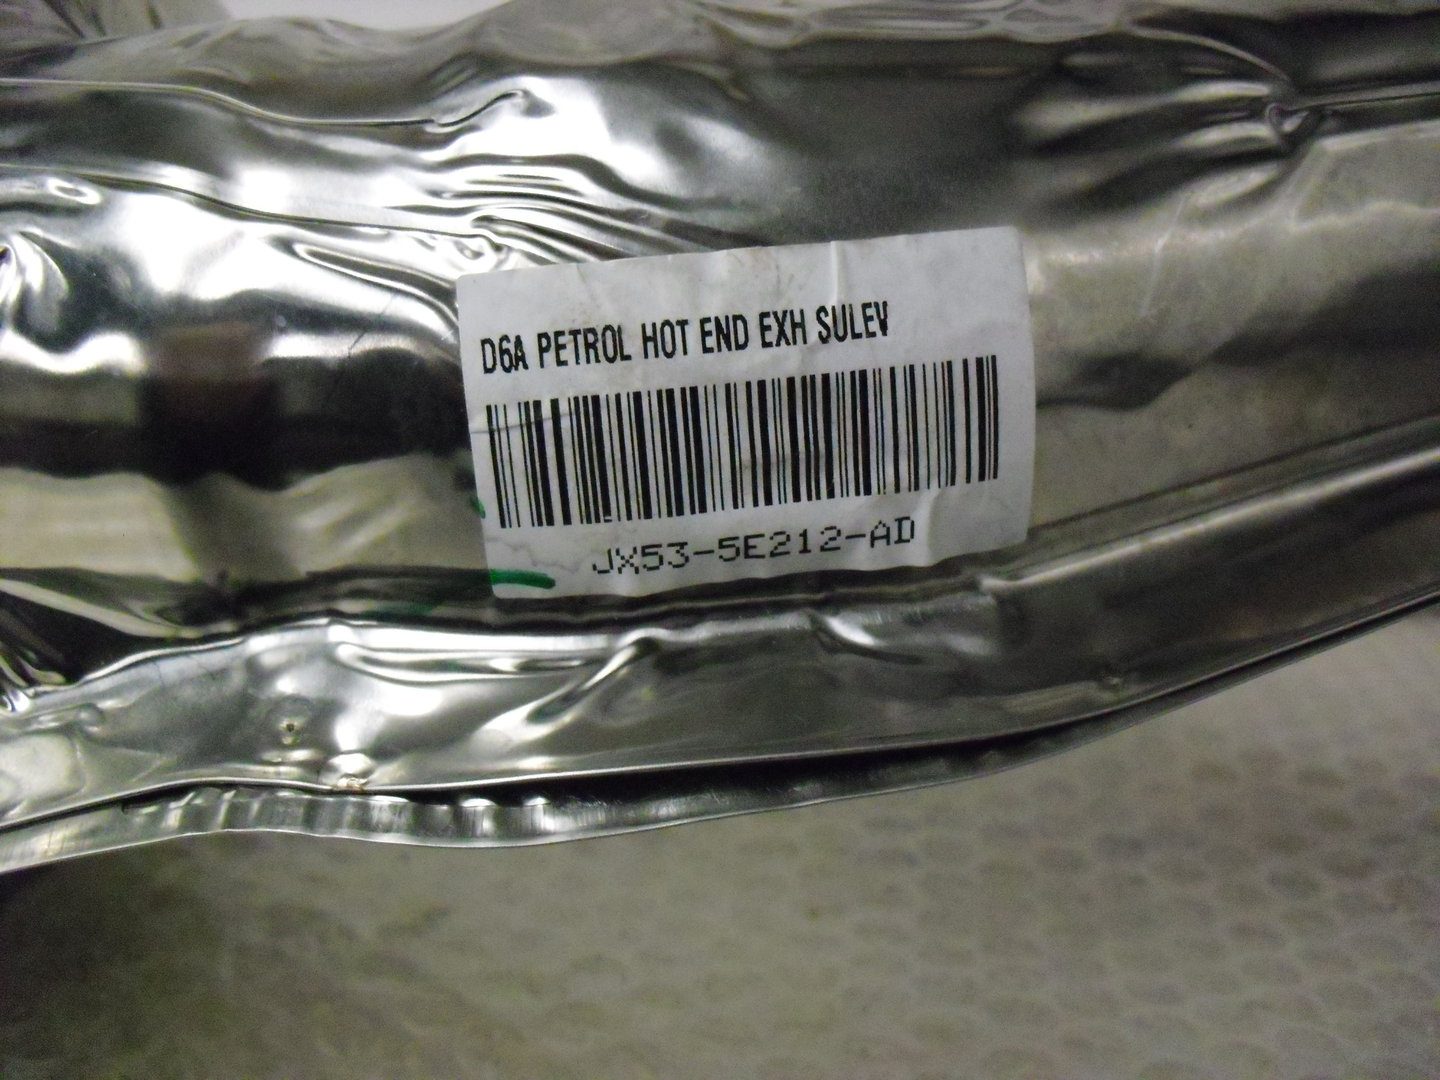 D6A PETROL HOT END EXH SULEV
JX53-5E212-AD